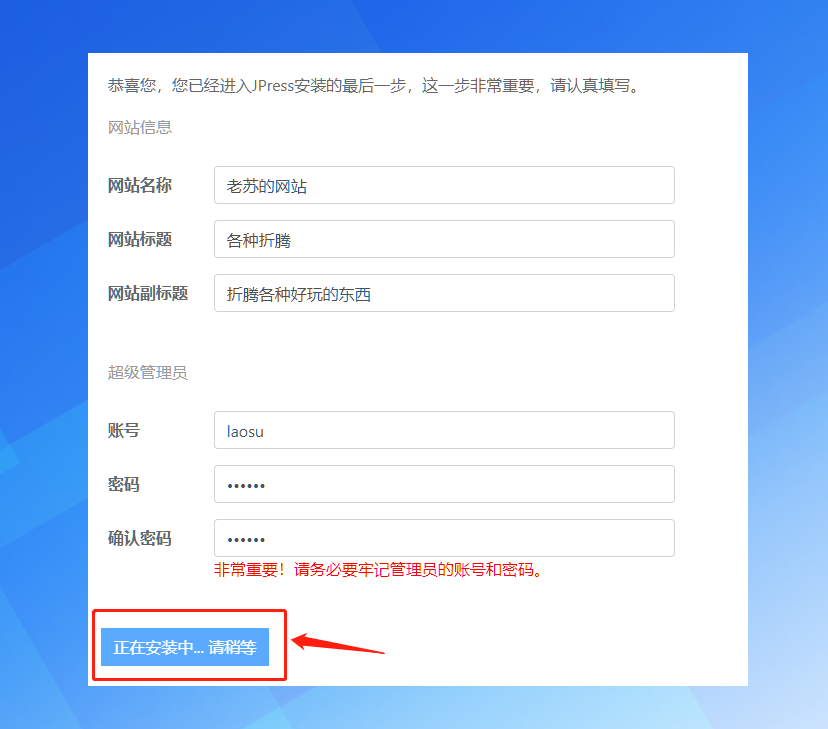 恭喜您，您已经进入JPress安装的最后一步，这一步非常重要，请认真填写。
网站信息
网站名称 老苏的网站
网站标题 各种折腾
网站副标题 折腾各种好玩的东西
超级管理员
账号 laosu
密码 ••••••
确认密码 ••••••
非常重要！请务必要牢记管理员的账号和密码。
正在安装中... 请稍等